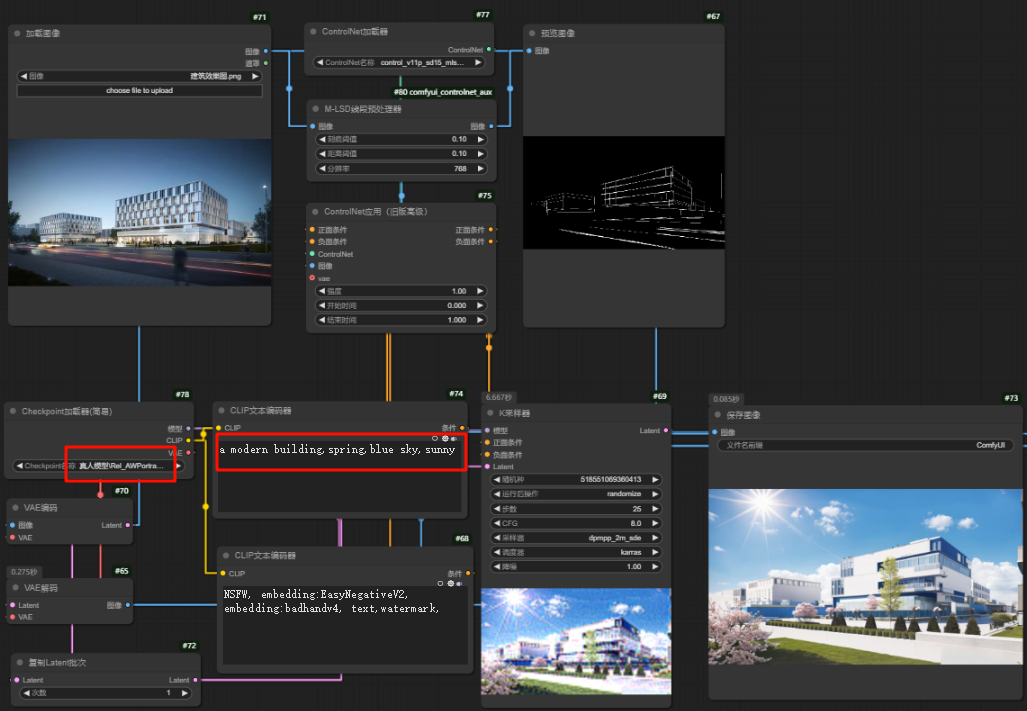 #71
加载图像
图像
遮罩
图像 建筑效果图.png
choose file to upload
#77
ControlNet加载器
ControlNet
ControlNet名称 control_v11p_sd15_mls...
#80 comfyui_controlnet_aux
M-LSD线段预处理器
图像 图像
刻痕阈值 0.10
距离阈值 0.10
分辨率 768
#75
ControlNet应用（旧版高级）
正面条件 正面条件
负面条件 负面条件
ControlNet
图像
vae
强度 1.00
开始时间 0.000
结束时间 1.000
#67
预览图像
图像
#78
Checkpoint加载器(简易)
模型
CLIP
VAE
Checkpoint名称 真人模型\Rel_AWPortra...
#70
VAE编码
图像 Latent
VAE
0.275秒
#65
VAE解码
Latent 图像
VAE
#72
复制Latent批次
Latent Latent
次数 1
#74
CLIP文本编码器
CLIP 条件
a modern building,spring,blue sky,sunny
#68
CLIP文本编码器
CLIP 条件
NSFW, embedding:EasyNegativeV2,
embedding:badhandv4, text,watermark,
6.667秒
#69
K采样器
模型 Latent
正面条件
负面条件
Latent
随机种 518551069360413
运行后操作 randomize
步数 25
CFG 8.0
采样器 dpmpp_2m_sde
调度器 karras
降噪 1.00
0.085秒
#73
保存图像
图像
文件名前缀 ComfyUI